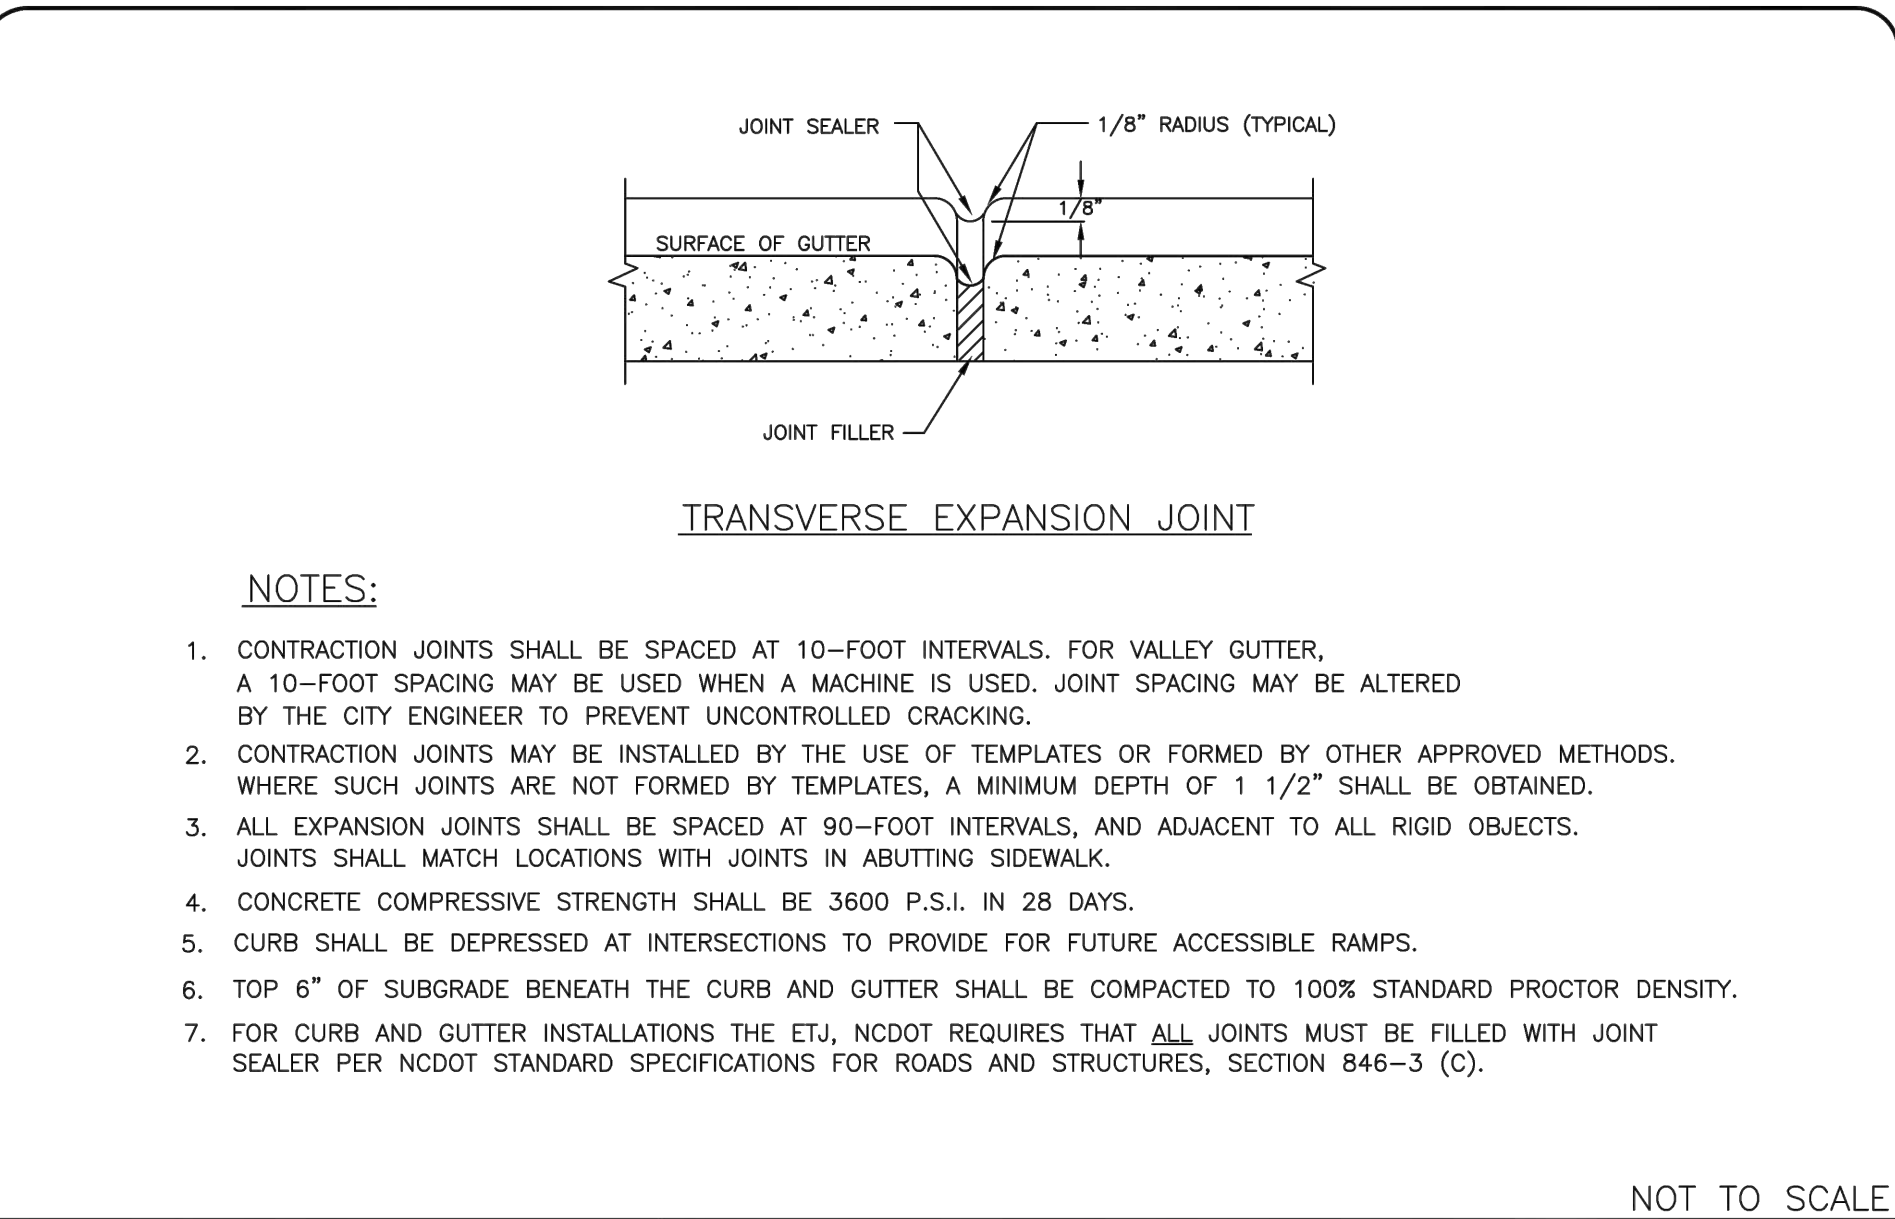 JOINT SEALER
1/8" RADIUS (TYPICAL)
1/8"
SURFACE OF GUTTER
JOINT FILLER
TRANSVERSE EXPANSION JOINT
NOTES:
1. CONTRACTION JOINTS SHALL BE SPACED AT 10-FOOT INTERVALS. FOR VALLEY GUTTER,
A 10-FOOT SPACING MAY BE USED WHEN A MACHINE IS USED. JOINT SPACING MAY BE ALTERED
BY THE CITY ENGINEER TO PREVENT UNCONTROLLED CRACKING.
2. CONTRACTION JOINTS MAY BE INSTALLED BY THE USE OF TEMPLATES OR FORMED BY OTHER APPROVED METHODS.
WHERE SUCH JOINTS ARE NOT FORMED BY TEMPLATES, A MINIMUM DEPTH OF 1 1/2" SHALL BE OBTAINED.
3. ALL EXPANSION JOINTS SHALL BE SPACED AT 90-FOOT INTERVALS, AND ADJACENT TO ALL RIGID OBJECTS.
JOINTS SHALL MATCH LOCATIONS WITH JOINTS IN ABUTTING SIDEWALK.
4. CONCRETE COMPRESSIVE STRENGTH SHALL BE 3600 P.S.I. IN 28 DAYS.
5. CURB SHALL BE DEPRESSED AT INTERSECTIONS TO PROVIDE FOR FUTURE ACCESSIBLE RAMPS.
6. TOP 6" OF SUBGRADE BENEATH THE CURB AND GUTTER SHALL BE COMPACTED TO 100% STANDARD PROCTOR DENSITY.
7. FOR CURB AND GUTTER INSTALLATIONS THE ETJ, NCDOT REQUIRES THAT ALL JOINTS MUST BE FILLED WITH JOINT
SEALER PER NCDOT STANDARD SPECIFICATIONS FOR ROADS AND STRUCTURES, SECTION 846-3 (C).
NOT TO SCALE